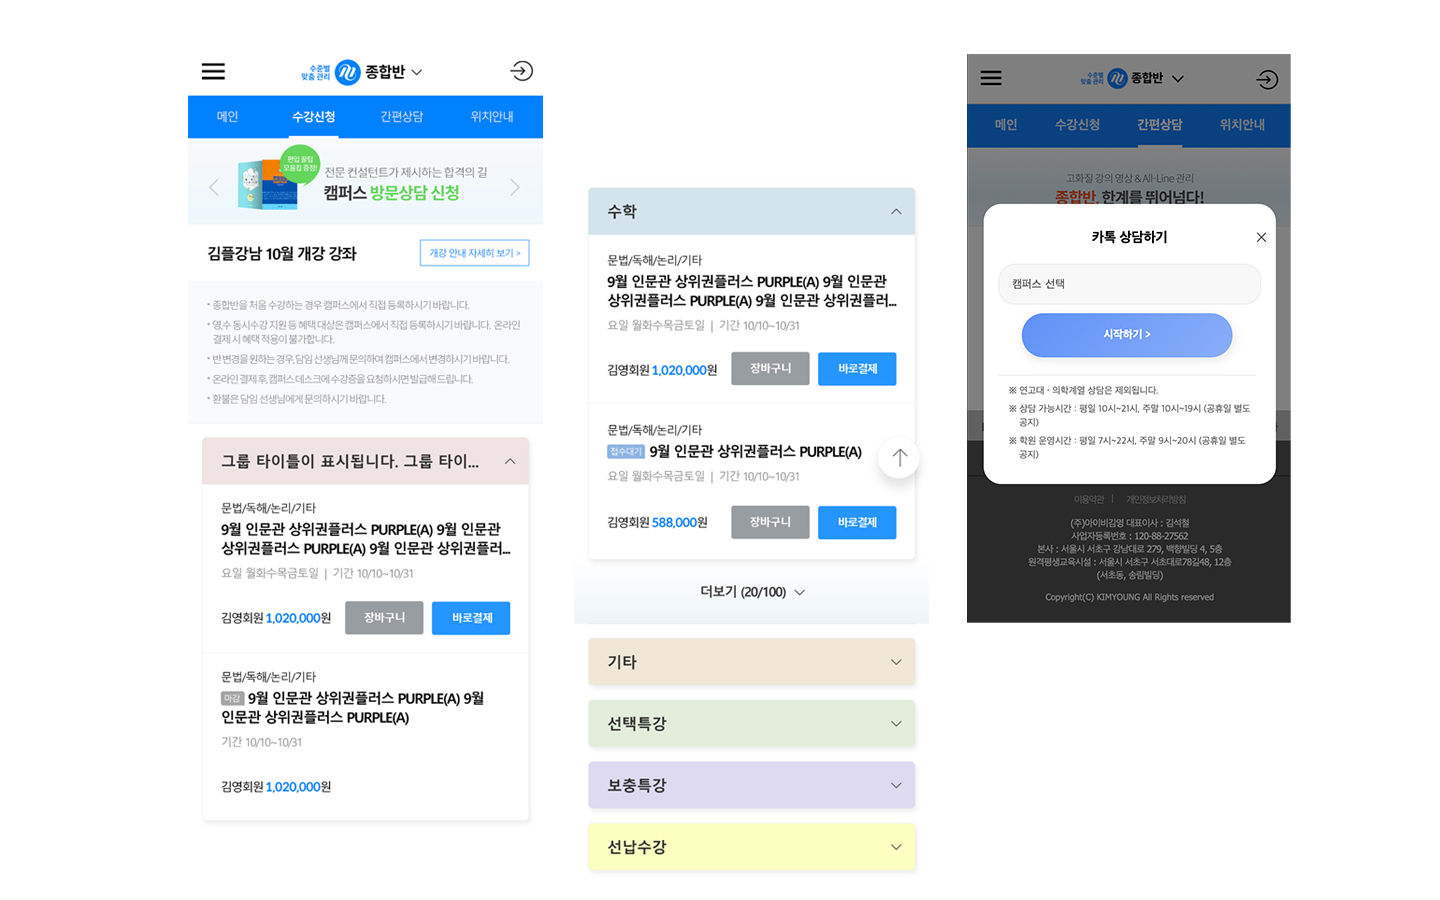 수준별
맞춤 관리
종합반
메인
수강신청
간편상담
위치안내
편입 꿀팁
모음집 증정!
전문 컨설턴트가 제시하는 합격의 길
캠퍼스 방문상담 신청
김플강남 10월 개강 강좌
개강 안내 자세히 보기 >
• 종합반을 처음 수강하는 경우 캠퍼스에서 직접 등록하시기 바랍니다.
• 영,수 동시수강 지원 등 혜택 대상은 캠퍼스에서 직접 등록하시기 바랍니다. 온라인
결제 시 혜택 적용이 불가합니다.
• 반 변경을 원하는 경우, 담임 선생님께 문의하여 캠퍼스에서 변경하시기 바랍니다.
• 온라인 결제 후, 캠퍼스 데스크에 수강증을 요청하시면 발급해 드립니다.
• 환불은 담임 선생님에게 문의하시기 바랍니다.
그룹 타이틀이 표시됩니다. 그룹 타이...
문법/독해/논리/기타
9월 인문관 상위권플러스 PURPLE(A) 9월 인문관
상위권플러스 PURPLE(A) 9월 인문관 상위권플러...
요일 월화수목금토일 | 기간 10/10~10/31
김영회원 1,020,000원
장바구니
바로결제
문법/독해/논리/기타
마감 9월 인문관 상위권플러스 PURPLE(A) 9월
인문관 상위권플러스 PURPLE(A)
기간 10/10~10/31
김영회원 1,020,000원
수학
문법/독해/논리/기타
9월 인문관 상위권플러스 PURPLE(A) 9월 인문관
상위권플러스 PURPLE(A) 9월 인문관 상위권플러...
요일 월화수목금토일 | 기간 10/10~10/31
김영회원 1,020,000원
장바구니
바로결제
문법/독해/논리/기타
접수대기 9월 인문관 상위권플러스 PURPLE(A)
요일 월화수목금토일 | 기간 10/10~10/31
김영회원 588,000원
장바구니
바로결제
더보기 (20/100)
기타
선택특강
보충특강
선납수강
수준별
맞춤 관리
종합반
메인
수강신청
간편상담
위치안내
고화질 강의 영상 & All-Line 관리
종합반, 한계를 뛰어넘다!
카톡 상담하기
캠퍼스 선택
시작하기 >
※ 연고대 · 의학계열 상담은 제외됩니다.
※ 상담 가능시간 : 평일 10시~21시, 주말 10시~19시 (공휴일 별도
공지)
※ 학원 운영시간 : 평일 7시~22시, 주말 9시~20시 (공휴일 별도
공지)
이용약관 | 개인정보처리방침
(주)아이비김영 대표이사 : 김석철
사업자등록번호 : 120-88-27562
본사 : 서울시 서초구 강남대로 279, 백향빌딩 4, 5층
원격평생교육시설 : 서울시 서초구 서초대로78길48, 12층
(서초동, 송림빌딩)
Copyright(C) KIMYOUNG All Rights reserved